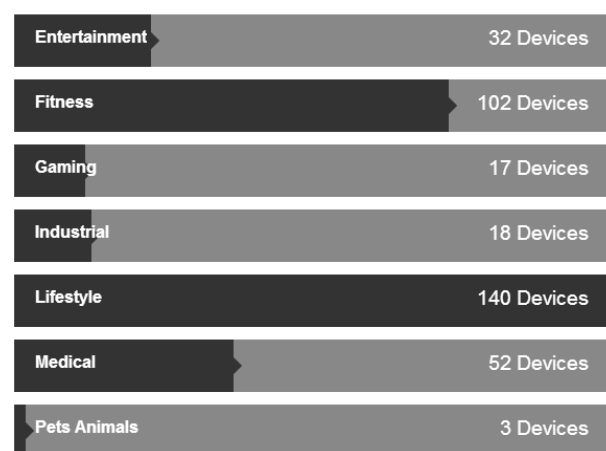 Entertainment 32 Devices
Fitness 102 Devices
Gaming 17 Devices
Industrial 18 Devices
Lifestyle 140 Devices
Medical 52 Devices
Pets Animals 3 Devices